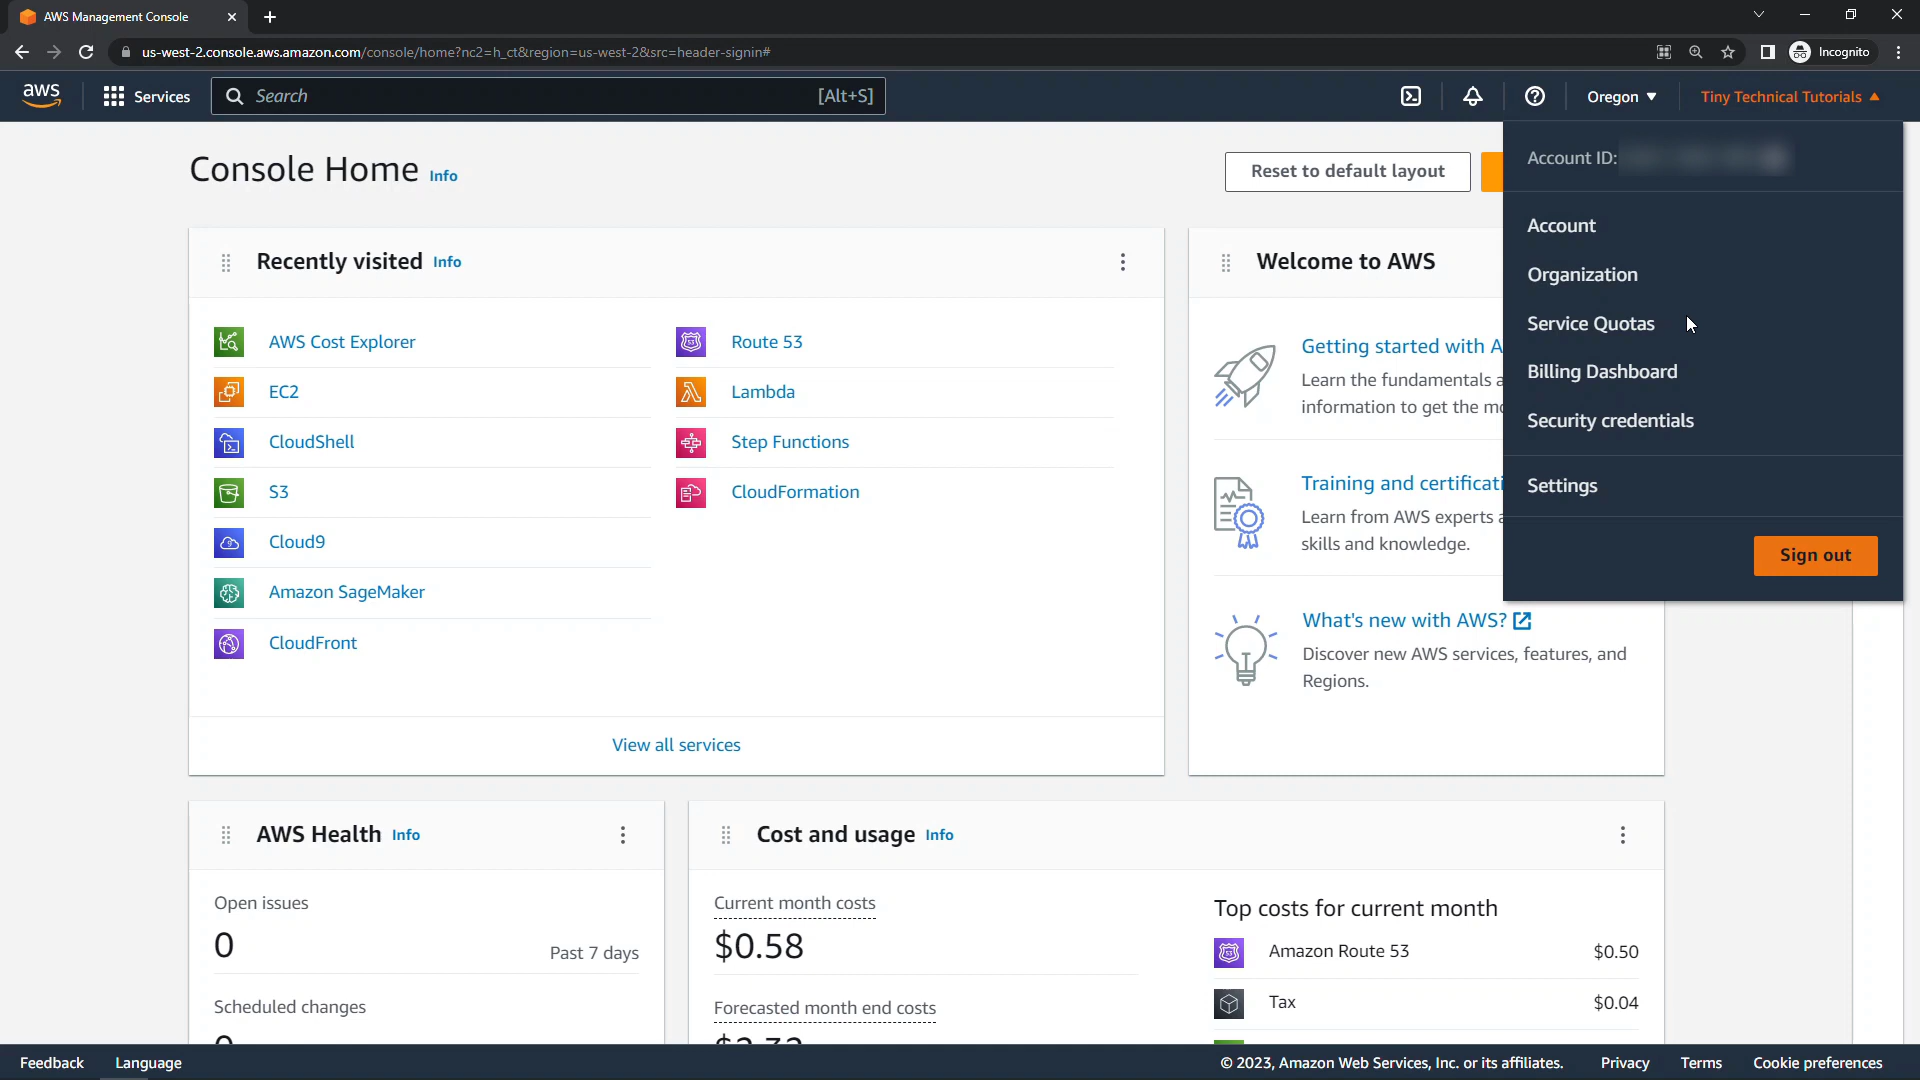 AWS Management Console
us-west-2.console.aws.amazon.com/console/home?nc2=h_ct&region=us-west-2&src=header-signin#
Incognito
aws
Services
Search
[Alt+S]
Oregon
Tiny Technical Tutorials
Account ID:
Account
Organization
Service Quotas
Billing Dashboard
Security credentials
Settings
Sign out
Console Home Info
Reset to default layout
Recently visited Info
AWS Cost Explorer
EC2
CloudShell
S3
Cloud9
Amazon SageMaker
CloudFront
Route 53
Lambda
Step Functions
CloudFormation
View all services
Welcome to AWS
Getting started with
Learn the fundamentals
information to get the
Training and
Learn from AWS experts
skills and knowledge.
What's new with AWS?
Discover new AWS services, features, and
Regions.
AWS Health Info
Open issues
0
Past 7 days
Scheduled changes
Cost and usage Info
Current month costs
$0.58
Forecasted month end costs
Top costs for current month
Amazon Route 53 $0.50
Tax $0.04
Feedback
Language
© 2023, Amazon Web Services, Inc. or its affiliates.
Privacy
Terms
Cookie preferences